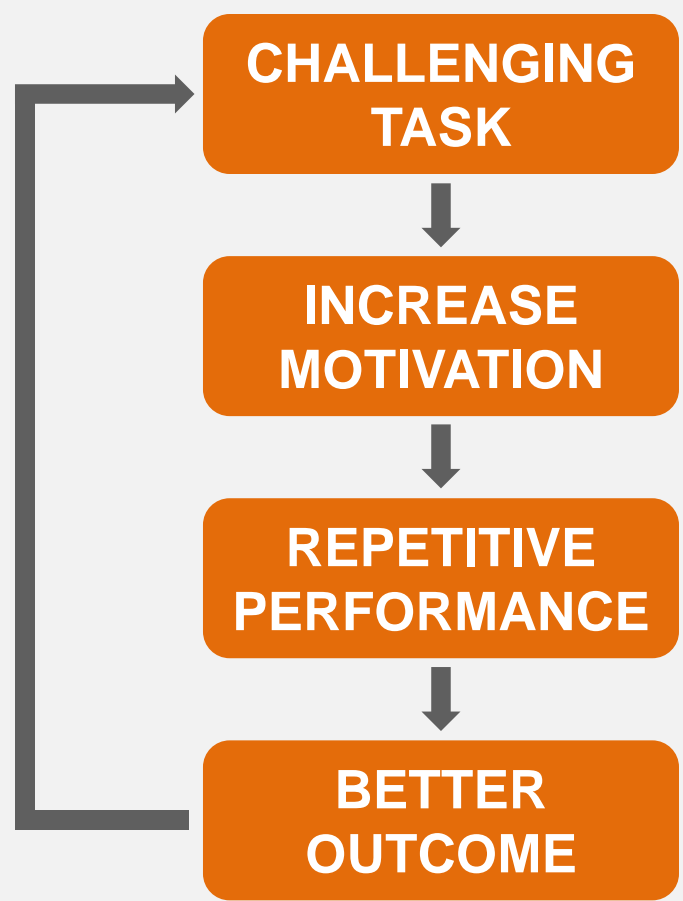 CHALLENGING
TASK
INCREASE
MOTIVATION
REPETITIVE
PERFORMANCE
BETTER
OUTCOME